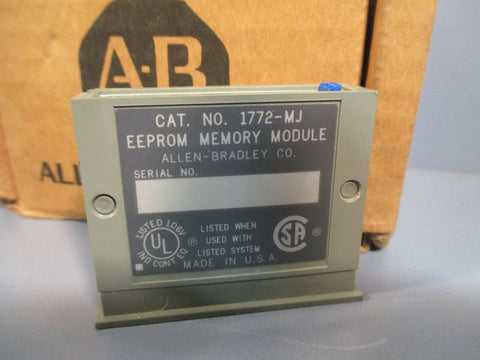 A-B
ALL
CAT. NO. 1772-MJ
EEPROM MEMORY MODULE
ALLEN-BRADLEY CO.
SERIAL NO.
LISTED 106V
UL ®
IND CONT EQ
LISTED WHEN
USED WITH
LISTED SYSTEM
SA ®
MADE IN U.S.A.